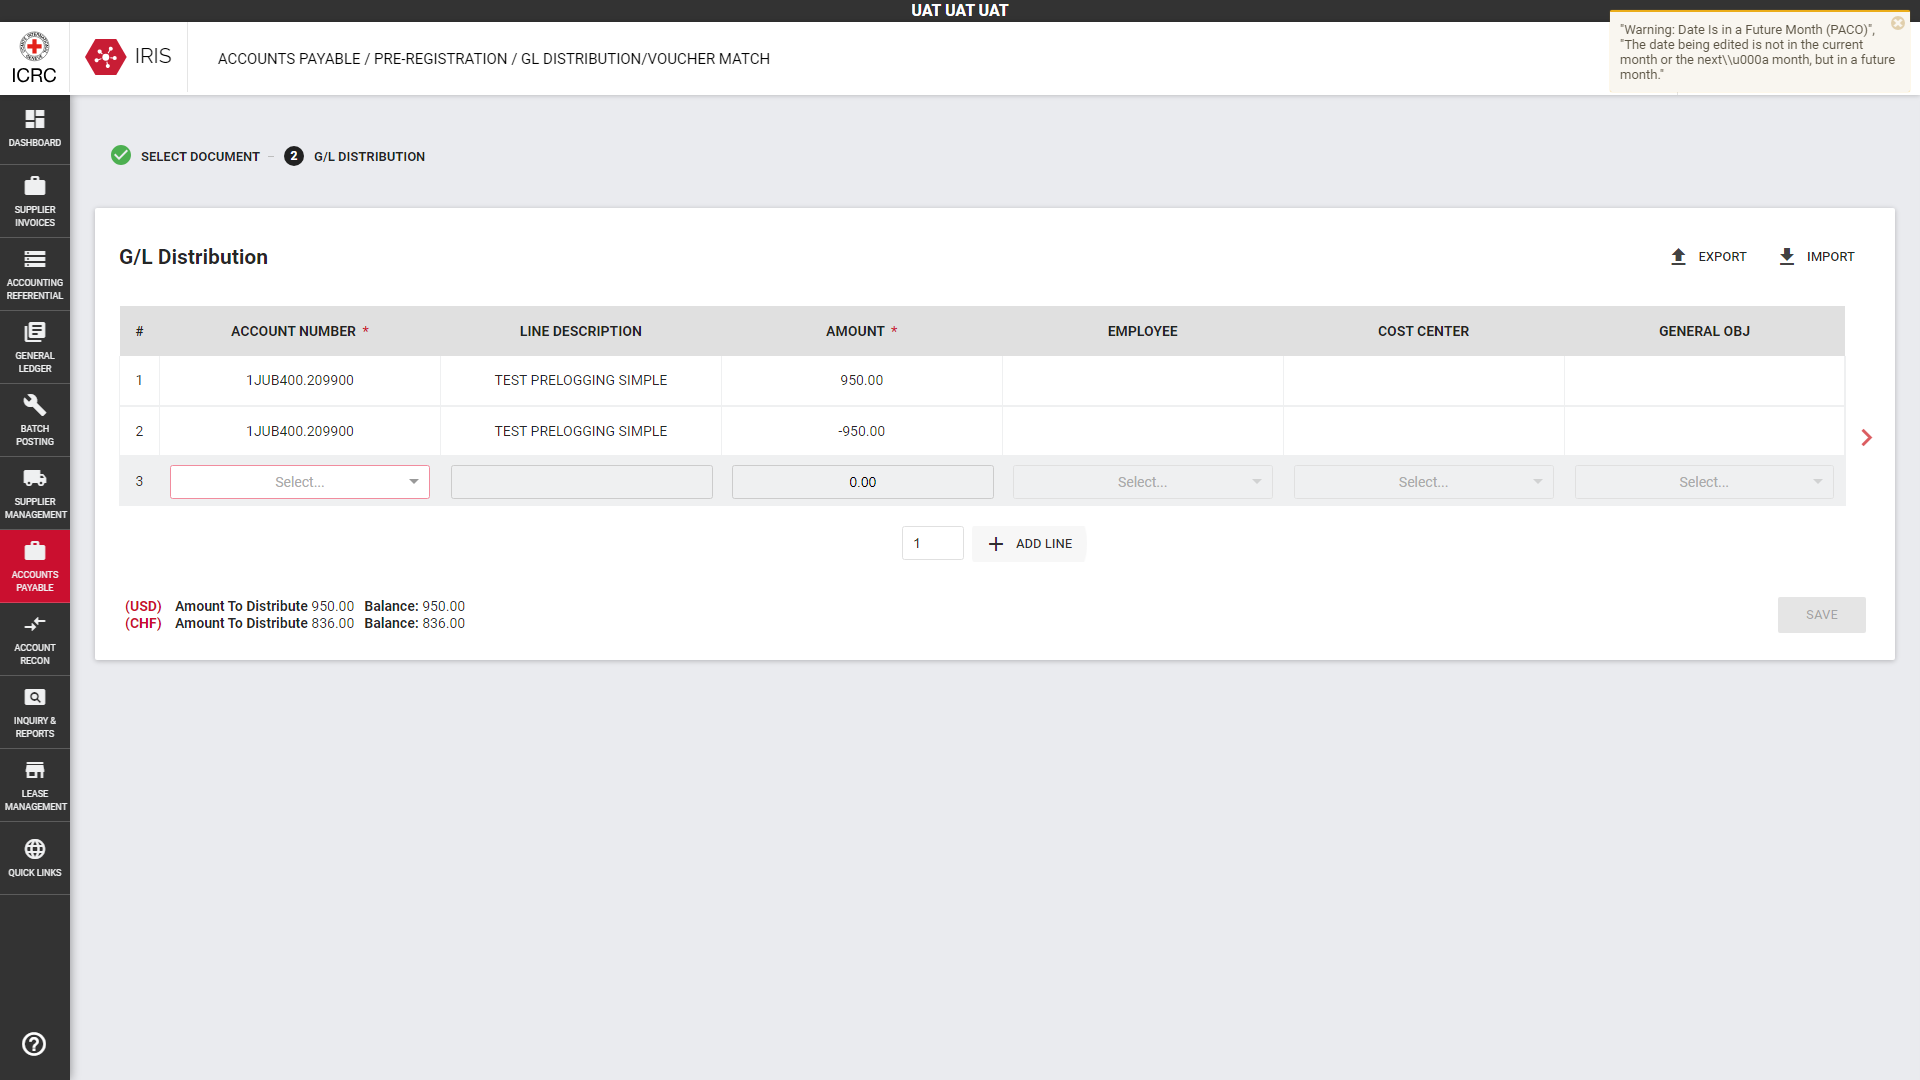 UAT UAT UAT
ICRC
IRIS
ACCOUNTS PAYABLE / PRE-REGISTRATION / GL DISTRIBUTION/VOUCHER MATCH
"Warning: Date Is in a Future Month (PACO)",
"The date being edited is not in the current
month or the next\\u000a month, but in a future
month."
DASHBOARD
SUPPLIER
INVOICES
ACCOUNTING
REFERENTIAL
GENERAL
LEDGER
BATCH
POSTING
SUPPLIER
MANAGEMENT
ACCOUNTS
PAYABLE
ACCOUNT
RECON
INQUIRY &
REPORTS
LEASE
MANAGEMENT
QUICK LINKS
SELECT DOCUMENT – 2 G/L DISTRIBUTION
G/L Distribution
EXPORT IMPORT
# ACCOUNT NUMBER * LINE DESCRIPTION AMOUNT * EMPLOYEE COST CENTER GENERAL OBJ
1 1JUB400.209900 TEST PRELOGGING SIMPLE 950.00
2 1JUB400.209900 TEST PRELOGGING SIMPLE -950.00
3 Select... 0.00 Select... Select... Select...
1 ADD LINE
(USD) Amount To Distribute 950.00 Balance: 950.00
(CHF) Amount To Distribute 836.00 Balance: 836.00
SAVE